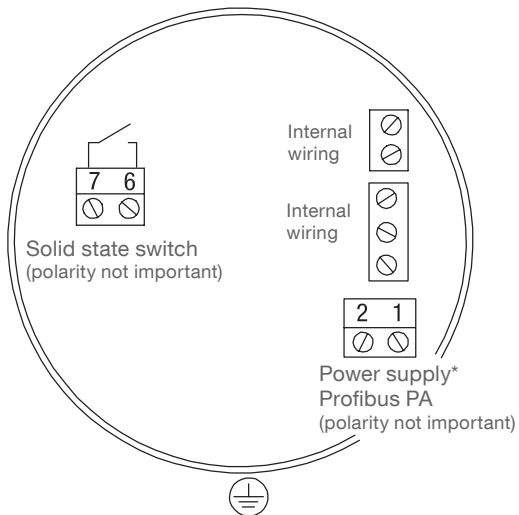 Internal
wiring
7 6
Internal
wiring
Solid state switch
(polarity not important)
2 1
Power supply*
Profibus PA
(polarity not important)